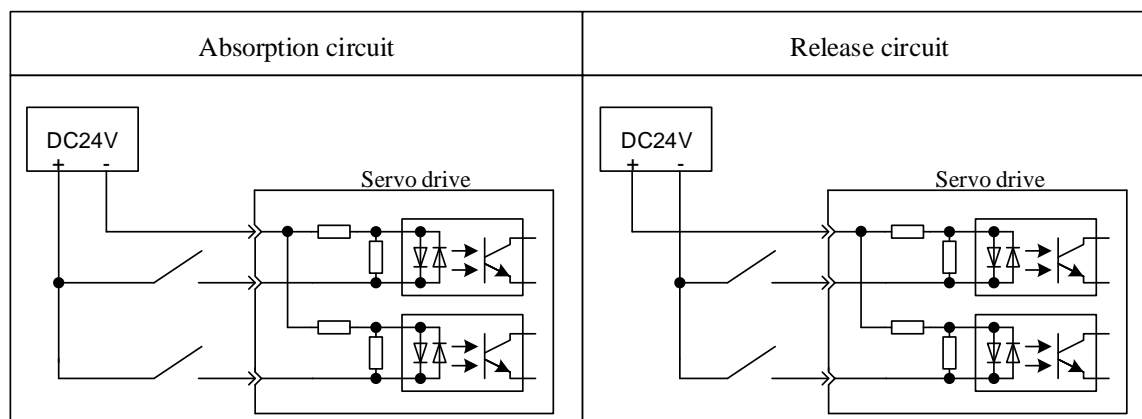 Absorption circuit
Release circuit
DC24V
+ -
Servo drive
DC24V
+ -
Servo drive